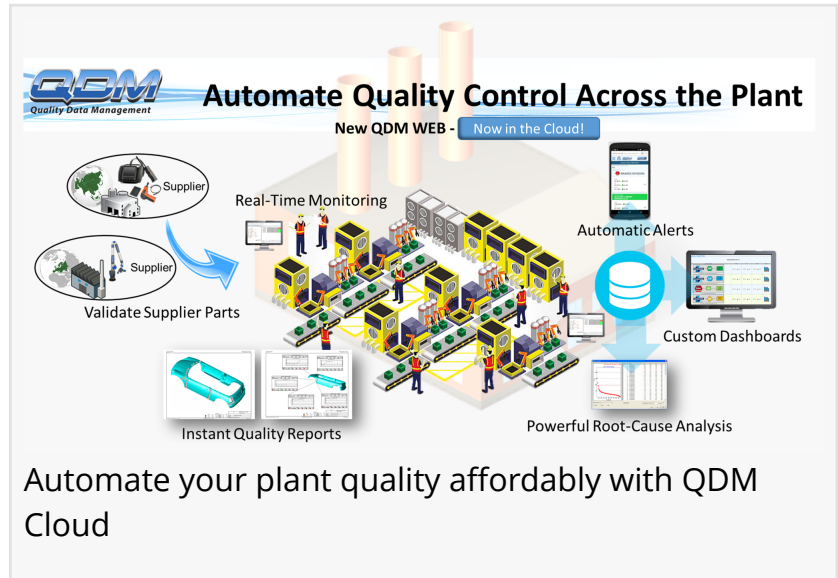 QDM
Quality Data Management
Automate Quality Control Across the Plant
New QDM WEB - Now in the Cloud!
Supplier
Supplier
Validate Supplier Parts
Real-Time Monitoring
Automatic Alerts
Custom Dashboards
Instant Quality Reports
Powerful Root-Cause Analysis
Automate your plant quality affordably with QDM
Cloud